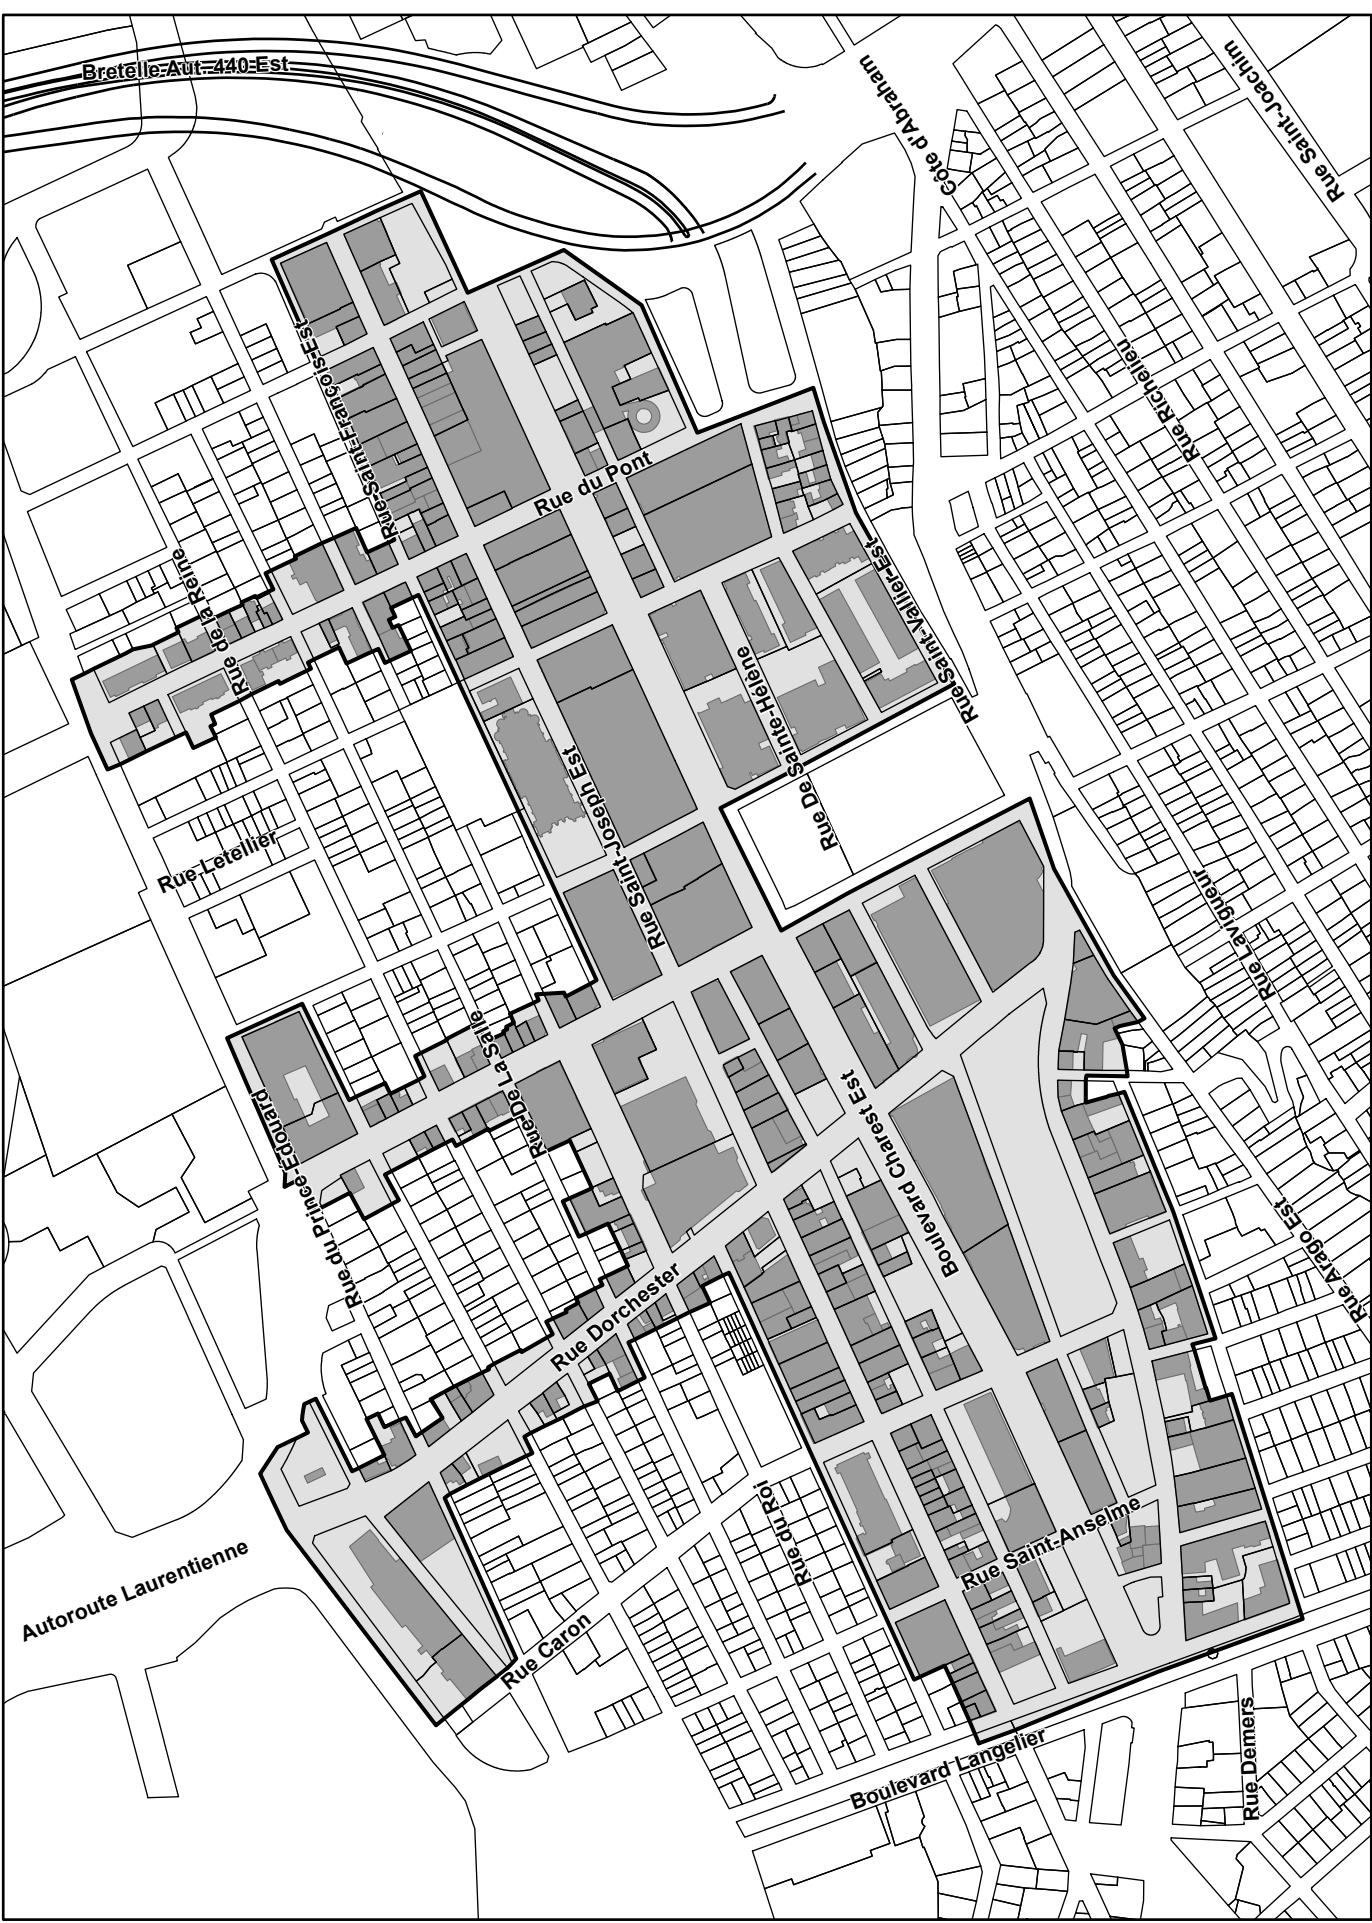 Bretelle Aut. 440 Est
Côte d'Abraham
Rue Saint-Joachim
Rue Saint-François Est
Rue Richelieu
Rue du Pont
Rue de la Reine
Rue Saint-Vallier Est
Rue De Sainte-Hélène
Rue Saint-Joseph Est
Rue Letellier
Rue Lavigueur
Rue De La Salle
Rue du Prince-Édouard
Boulevard Charest Est
Rue Arago Est
Rue Dorchester
Rue du Roi
Rue Saint-Anselme
Autoroute Laurentienne
Rue Caron
Boulevard Langelier
Rue Demers